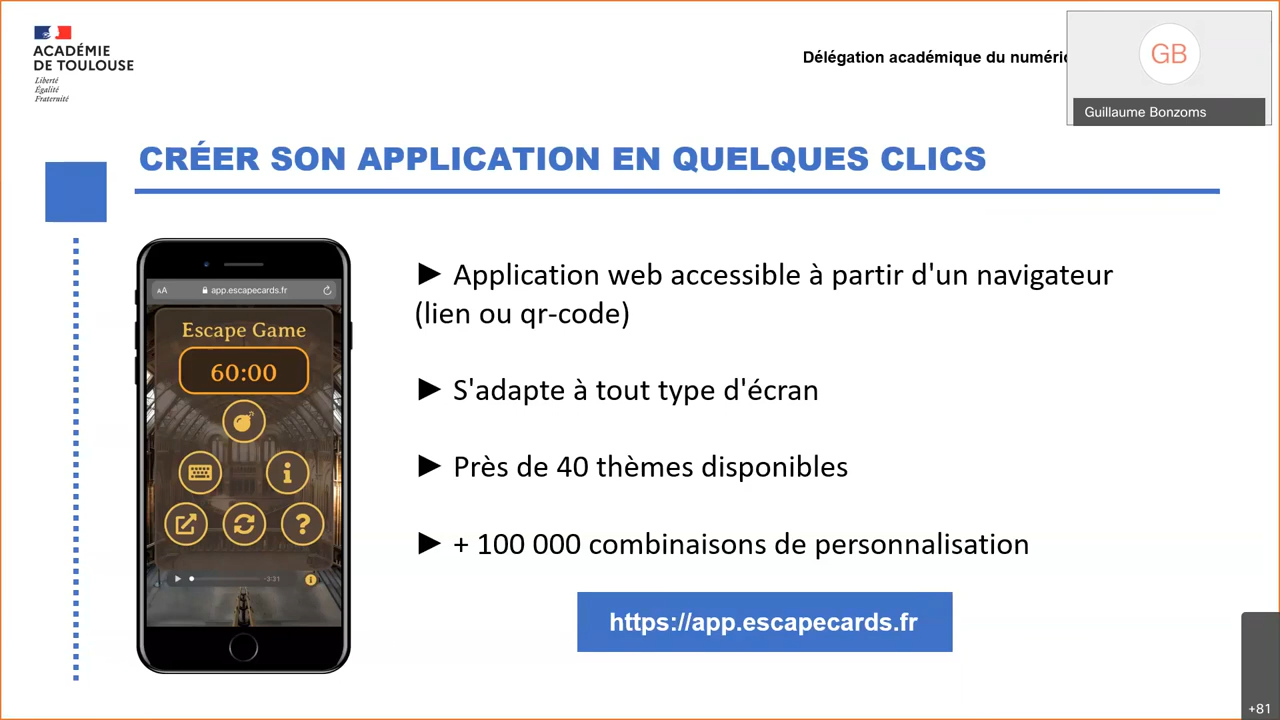 ACADÉMIE
DE TOULOUSE
Liberté
Égalité
Fraternité
Délégation académique du
GB
Guillaume Bonzoms
CRÉER SON APPLICATION EN QUELQUES CLICS
AA app.escapecards.fr
Escape Game
60:00
-3:31
► Application web accessible à partir d'un navigateur
(lien ou qr-code)
► S'adapte à tout type d'écran
► Près de 40 thèmes disponibles
► + 100 000 combinaisons de personnalisation
https://app.escapecards.fr
+81